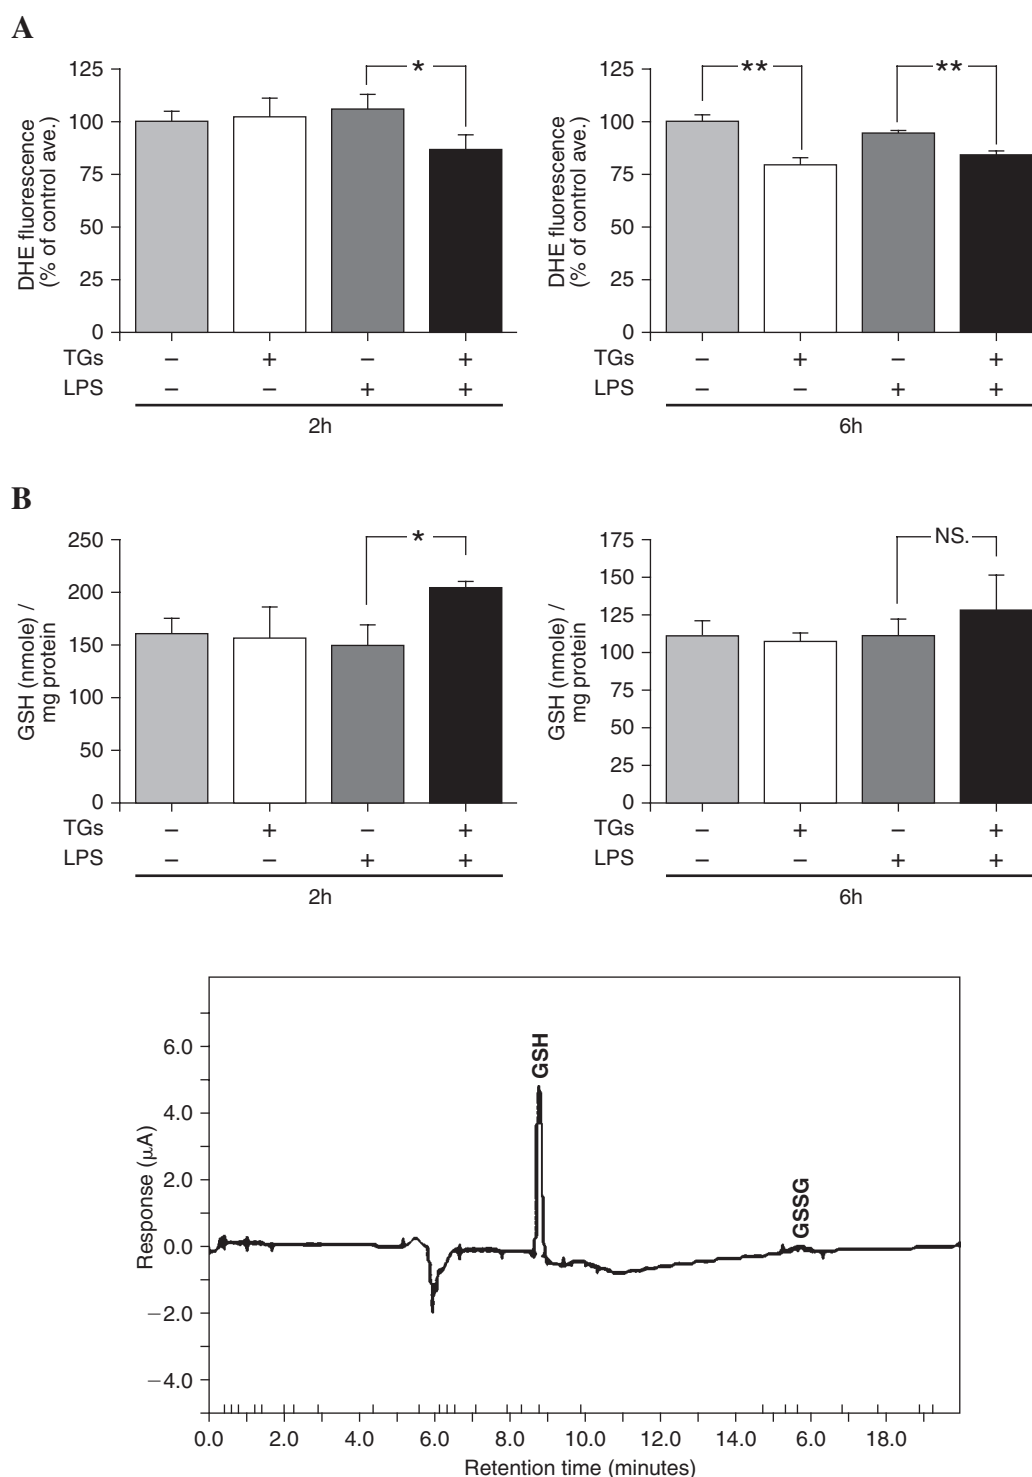 A
125
100
75
50
25
0
DHE fluorescence
(% of control ave.)
*
TGs − + − +
LPS − − + +
2h
125
100
75
50
25
0
DHE fluorescence
(% of control ave.)
** **
− + − +
− − + +
6h
B
250
200
150
100
50
0
GSH (nmole) /
mg protein
*
TGs − + − +
LPS − − + +
2h
175
150
125
100
75
50
25
0
GSH (nmole) /
mg protein
NS.
TGs − + − +
LPS − − + +
6h
6.0
4.0
2.0
0.0
−2.0
−4.0
Response (μA)
GSH
GSSG
0.0 2.0 4.0 6.0 8.0 10.0 12.0 14.0 6.0 18.0
Retention time (minutes)